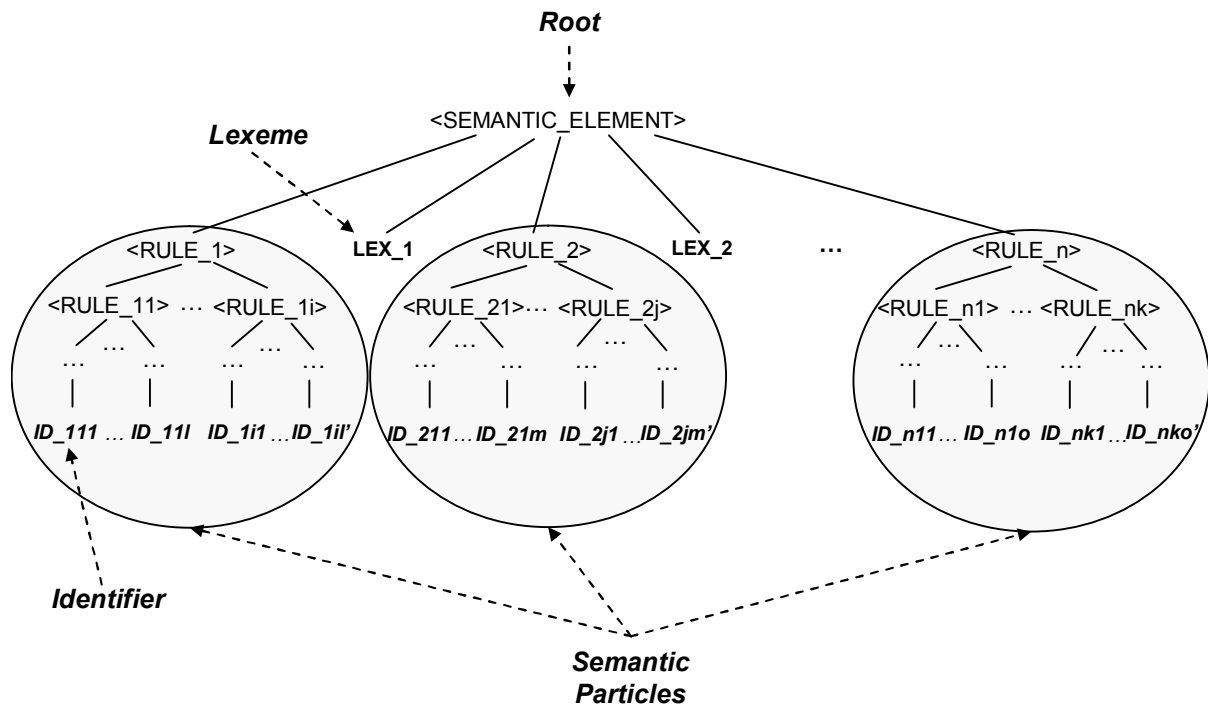 Root
<SEMANTIC_ELEMENT>
Lexeme
<RULE_1> LEX_1 <RULE_2> LEX_2 ... <RULE_n>
<RULE_11> ... <RULE_1i> <RULE_21> ... <RULE_2j> <RULE_n1> ... <RULE_nk>
... ... ... ... ... ...
... ... ... ... ... ... ... ... ... ... ... ...
ID_111 ... ID_11l ID_1i1 ... ID_1il' ID_211 ... ID_21m ID_2j1 ... ID_2jm' ID_n11 ... ID_n1o ID_nk1 ... ID_nko'
Identifier
Semantic
Particles